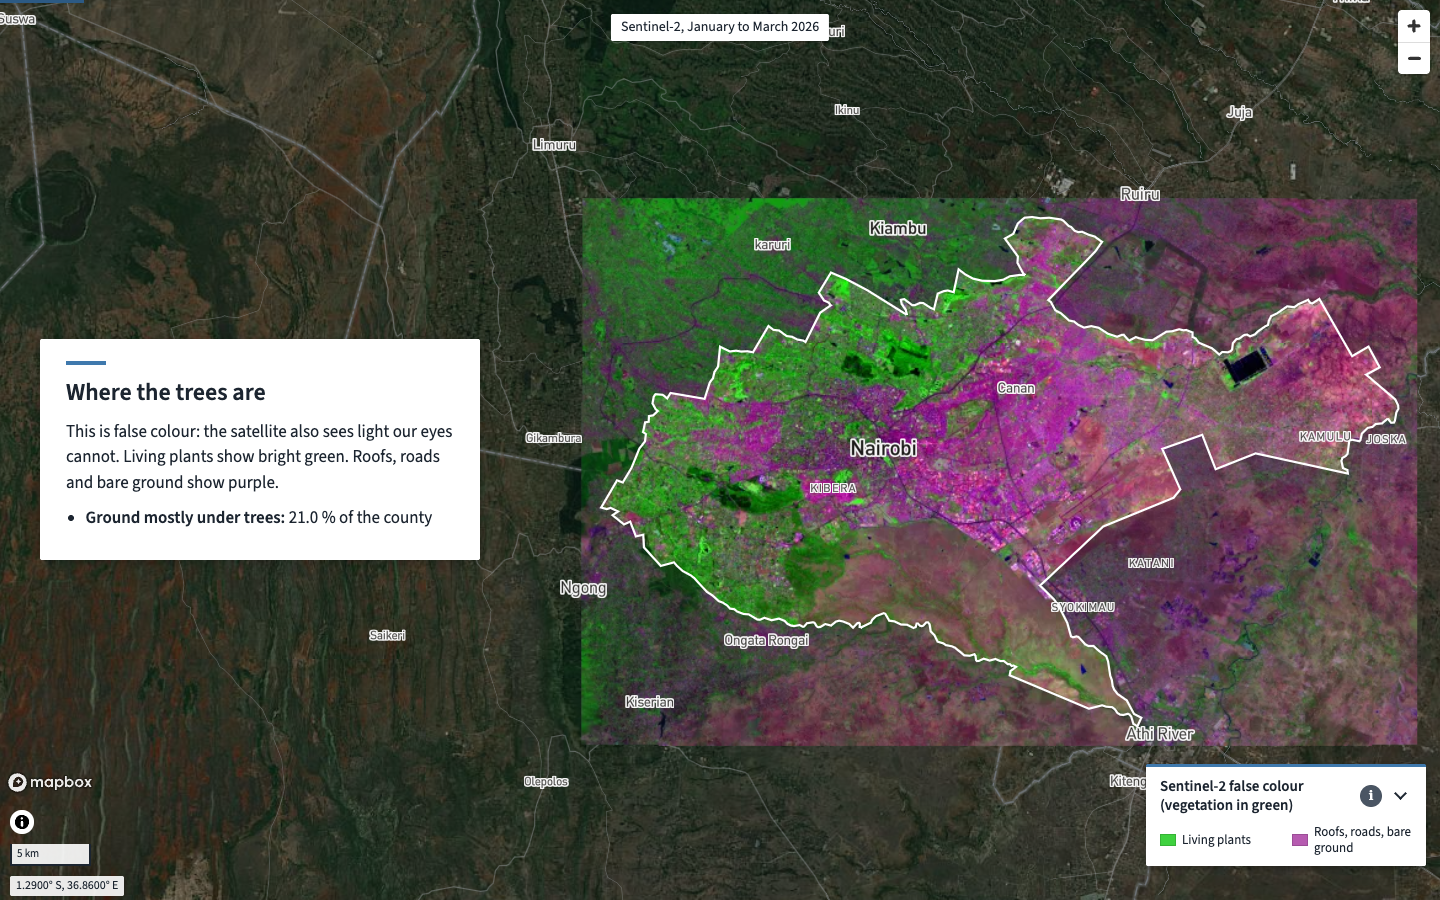 Suswa
Sentinel-2, January to March 2026
uri
Ikinu
Juja
Limuru
Ruiru
Kiambu
karuri
Canan
Gikambura
Nairobi
KAMULU
JOSKA
KIBERA
Where the trees are
This is false colour: the satellite also sees light our eyes
cannot. Living plants show bright green. Roofs, roads
and bare ground show purple.
• Ground mostly under trees: 21.0 % of the county
KATANI
Ngong
SYOKIMAU
Saikeri
Ongata Rongai
Kiserian
Athi River
mapbox
Olepolos
Kiteng
Sentinel-2 false colour
(vegetation in green)
i
Living plants
Roofs, roads, bare
ground
5 km
1.2900° S, 36.8600° E